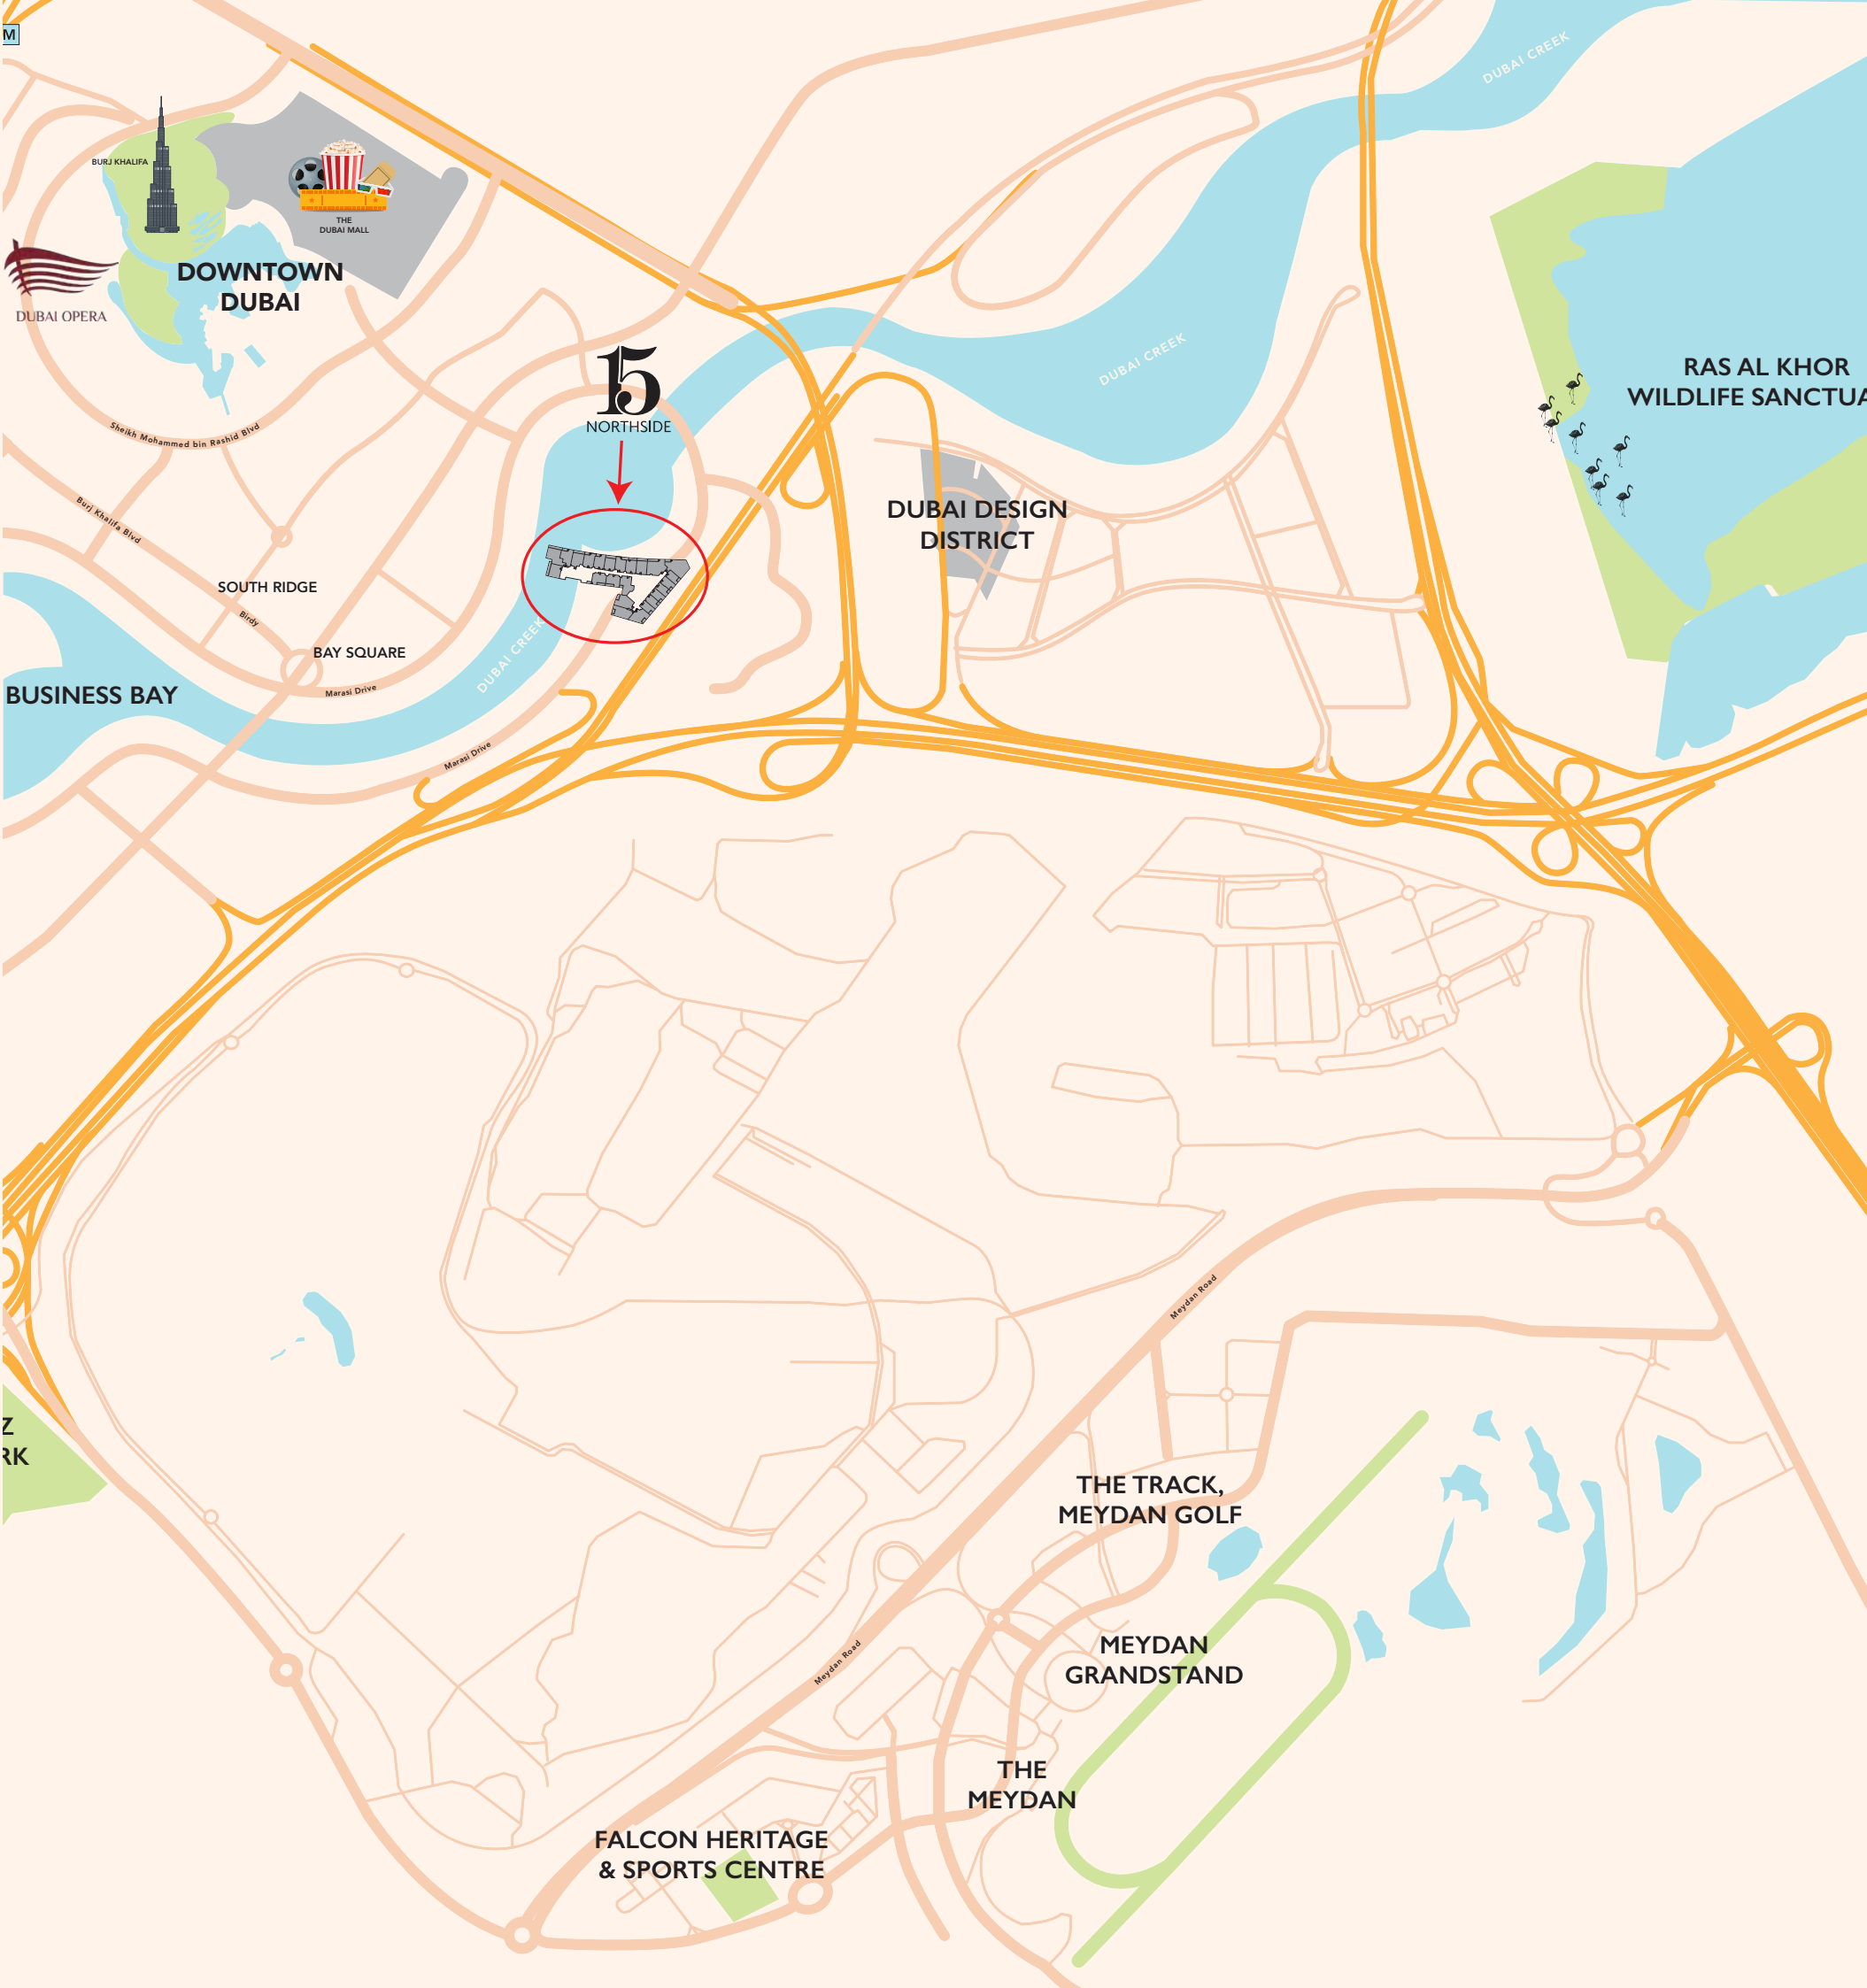 M
DUBAI CREEK
BURJ KHALIFA
THE
DUBAI MALL
DOWNTOWN
DUBAI
DUBAI OPERA
15
NORTHSIDE
DUBAI CREEK
RAS AL KHOR
WILDLIFE SANCTUA
Sheikh Mohammed bin Rashid Blvd
Burj Khalifa Blvd
DUBAI DESIGN
DISTRICT
SOUTH RIDGE
Birdy
BAY SQUARE
DUBAI CREEK
Marasi Drive
BUSINESS BAY
Marasi Drive
Meydan Road
Z
RK
THE TRACK,
MEYDAN GOLF
Meydan Road
MEYDAN
GRANDSTAND
THE
MEYDAN
FALCON HERITAGE
& SPORTS CENTRE